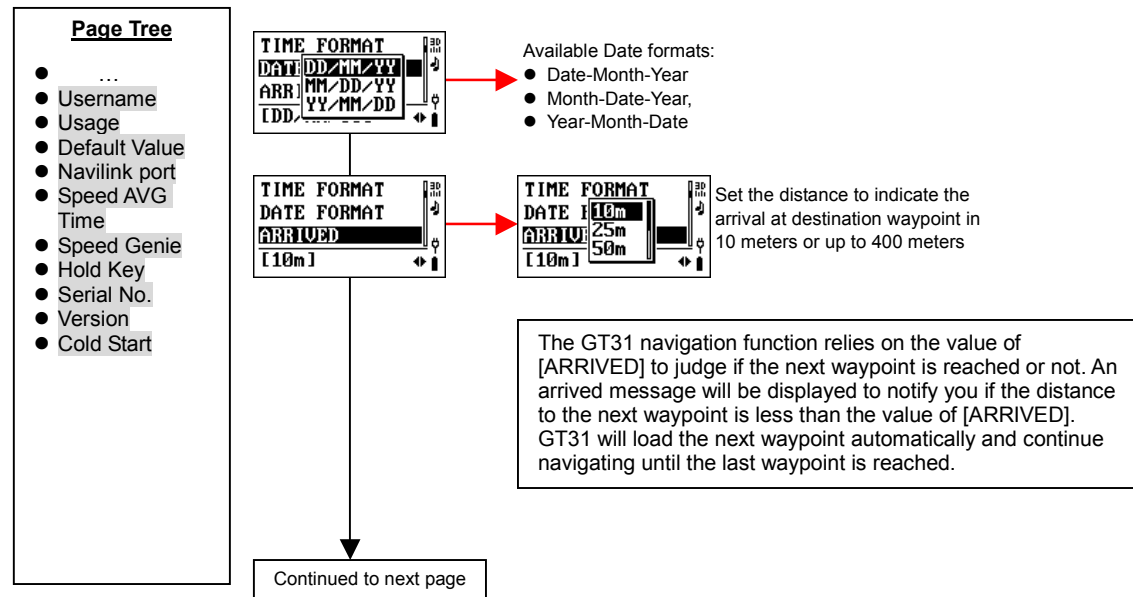 Page Tree
● ...
● Username
● Usage
● Default Value
● Navilink port
● Speed AVG
Time
● Speed Genie
● Hold Key
● Serial No.
● Version
● Cold Start
TIME FORMAT
DD/MM/YY
MM/DD/YY
YY/MM/DD
[DD/
Available Date formats:
● Date-Month-Year
● Month-Date-Year,
● Year-Month-Date
TIME FORMAT
DATE FORMAT
ARRIVED
[10m]
TIME FORMAT
DATE
10m
25m
50m
[10m]
Set the distance to indicate the
arrival at destination waypoint in
10 meters or up to 400 meters
The GT31 navigation function relies on the value of
[ARRIVED] to judge if the next waypoint is reached or not. An
arrived message will be displayed to notify you if the distance
to the next waypoint is less than the value of [ARRIVED].
GT31 will load the next waypoint automatically and continue
navigating until the last waypoint is reached.
Continued to next page